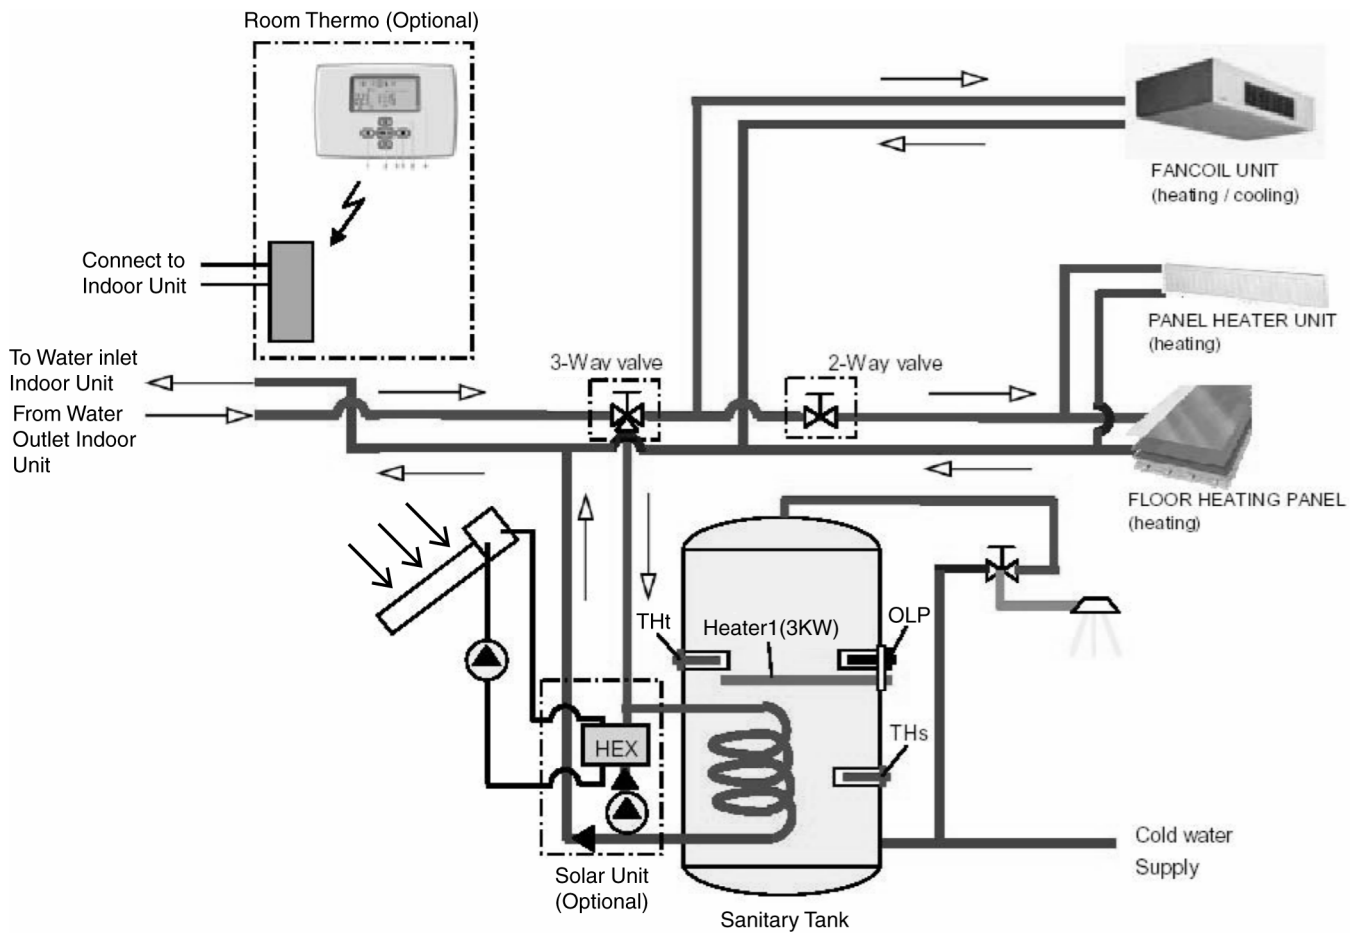 Room Thermo (Optional)
Connect to
Indoor Unit
To Water inlet
Indoor Unit
From Water
Outlet Indoor
Unit
3-Wav valve
2-Way valve
FANCOIL UNIT
(heating / cooling)
PANEL HEATER UNIT
(heating)
FLOOR HEATING PANEL
(heating)
THt
Heater1(3KW)
OLP
THs
HEX
Solar Unit
(Optional)
Sanitary Tank
Cold water
Supply